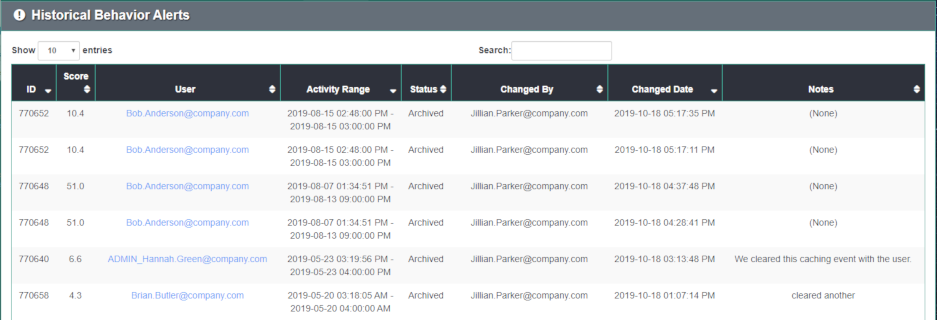 Historical Behavior Alerts
Show 10 entries Search:
ID Score User Activity Range Status Changed By Changed Date Notes
770652 10.4 Bob.Anderson@company.com 2019-08-15 02:48:00 PM - Archived Jillian.Parker@company.com 2019-10-18 05:17:35 PM (None)
2019-08-15 03:00:00 PM
770652 10.4 Bob.Anderson@company.com 2019-08-15 02:48:00 PM - Archived Jillian.Parker@company.com 2019-10-18 05:17:11 PM (None)
2019-08-15 03:00:00 PM
770648 51.0 Bob.Anderson@company.com 2019-08-07 01:34:51 PM - Archived Jillian.Parker@company.com 2019-10-18 04:37:48 PM (None)
2019-08-13 09:00:00 PM
770648 51.0 Bob.Anderson@company.com 2019-08-07 01:34:51 PM - Archived Jillian.Parker@company.com 2019-10-18 04:28:41 PM (None)
2019-08-13 09:00:00 PM
770640 6.6 ADMIN_Hannah.Green@company.com 2019-05-23 03:19:56 PM - Archived Jillian.Parker@company.com 2019-10-18 03:13:48 PM We cleared this caching event with the user.
2019-05-23 04:00:00 PM
770658 4.3 Brian.Butler@company.com 2019-05-20 03:18:05 AM - Archived Jillian.Parker@company.com 2019-10-18 01:07:14 PM cleared another
2019-05-20 04:00:00 AM